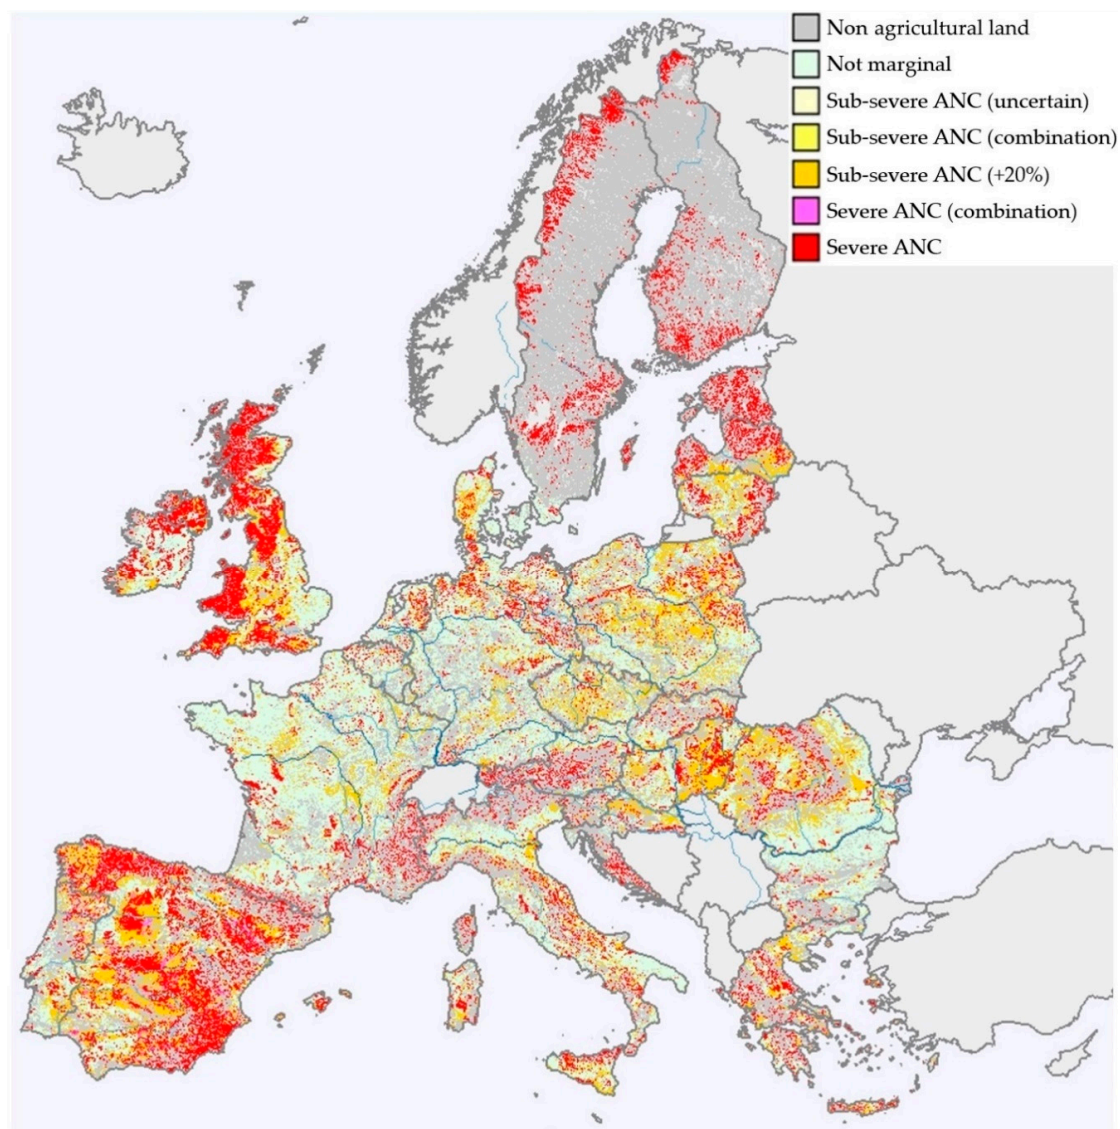 Non agricultural land
Not marginal
Sub-severe ANC (uncertain)
Sub-severe ANC (combination)
Sub-severe ANC (+20%)
Severe ANC (combination)
Severe ANC